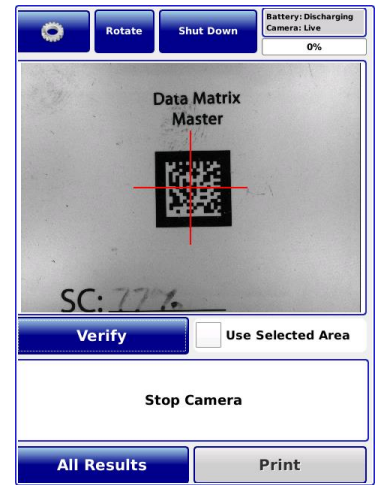 Rotate
Shut Down
Battery: Discharging
Camera: Live
0%
Data Matrix
Master
SC: 77%
Verify
Use Selected Area
Stop Camera
All Results
Print